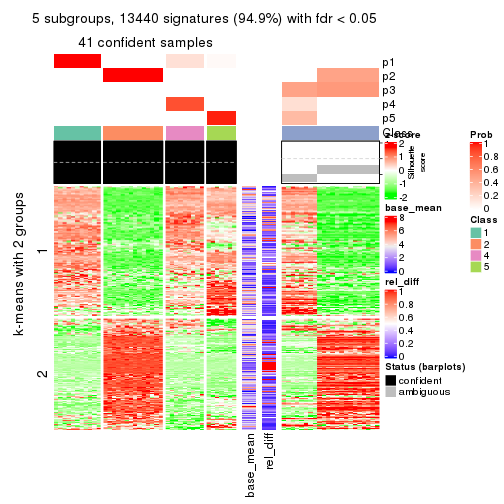 5 subgroups, 13440 signatures (94.9%) with fdr < 0.05
41 confident samples
p1
p2
p3
p4
p5
Class
Silhouette
score
k-means with 2 groups
1
2
base_mean
rel_diff
z-score
2
1
0
-1
-2
base_mean
8
6
4
2
0
rel_diff
1
0.8
0.6
0.4
0.2
0
Status (barplots)
confident
ambiguous
Prob
1
0.8
0.6
0.4
0.2
0
Class
1
2
4
5